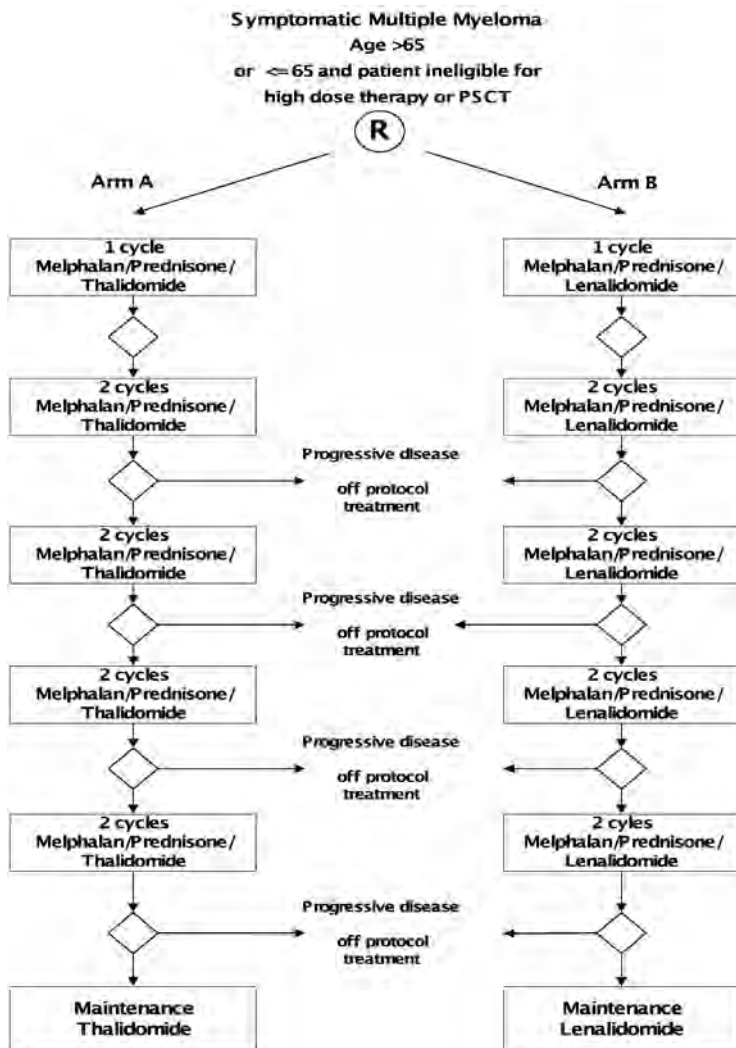 Symptomatic Multiple Myeloma
Age >65
or <=65 and patient ineligible for
high dose therapy or PSCT
R
Arm A
Arm B
1 cycle
Melphalan/Prednisone/
Thalidomide
1 cycle
Melphalan/Prednisone/
Lenalidomide
2 cycles
Melphalan/Prednisone/
Thalidomide
2 cycles
Melphalan/Prednisone/
Lenalidomide
Progressive disease
off protocol
treatment
2 cycles
Melphalan/Prednisone/
Thalidomide
2 cycles
Melphalan/Prednisone/
Lenalidomide
Progressive disease
off protocol
treatment
2 cycles
Melphalan/Prednisone/
Thalidomide
2 cycles
Melphalan/Prednisone/
Lenalidomide
Progressive disease
off protocol
treatment
2 cycles
Melphalan/Prednisone/
Thalidomide
2 cyles
Melphalan/Prednisone/
Lenalidomide
Progressive disease
off protocol
treatment
Maintenance
Thalidomide
Maintenance
Lenalidomide